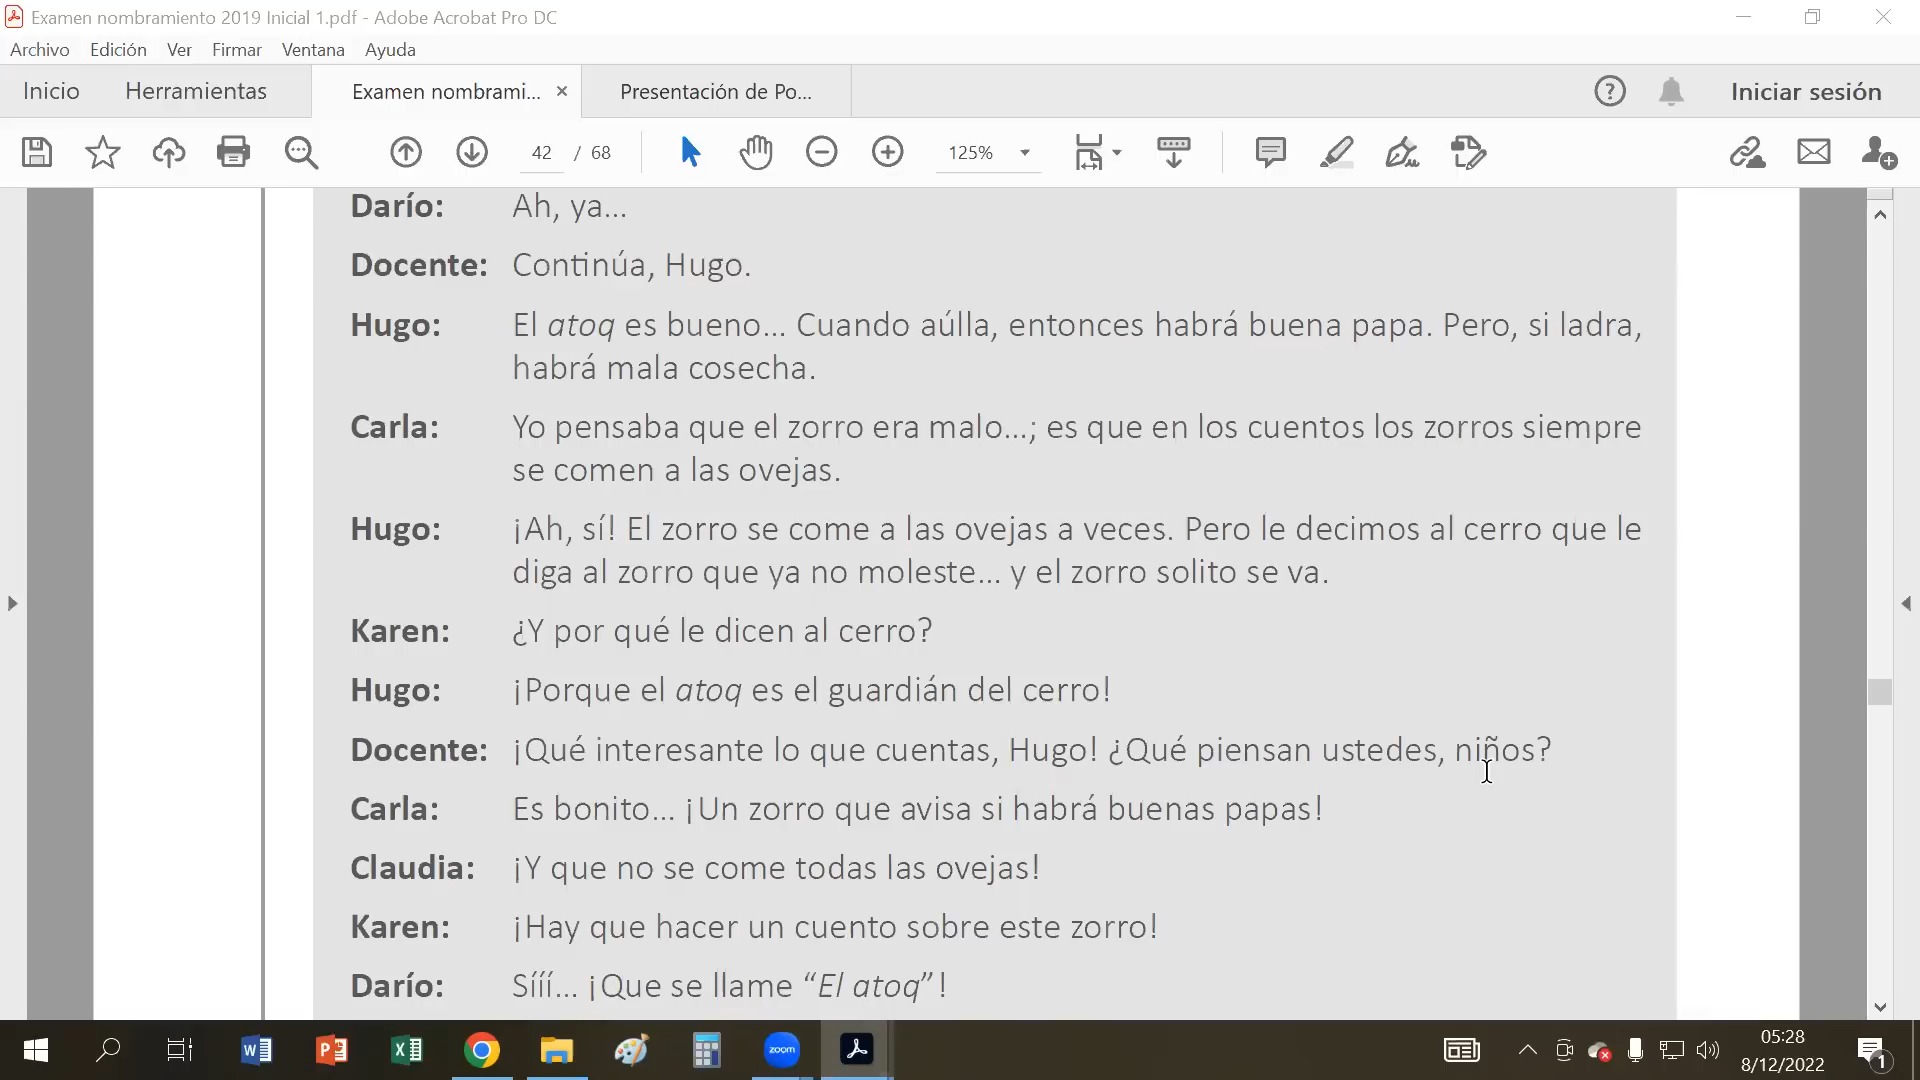 Examen nombramiento 2019 Inicial 1.pdf - Adobe Acrobat Pro DC
Archivo Edición Ver Firmar Ventana Ayuda
Inicio Herramientas Examen nombrami... × Presentación de Po... ? Iniciar sesión
42 / 68 125%
Darío: Ah, ya...
Docente: Continúa, Hugo.
Hugo: El atoq es bueno... Cuando aúlla, entonces habrá buena papa. Pero, si ladra,
habrá mala cosecha.
Carla: Yo pensaba que el zorro era malo...; es que en los cuentos los zorros siempre
se comen a las ovejas.
Hugo: ¡Ah, sí! El zorro se come a las ovejas a veces. Pero le decimos al cerro que le
diga al zorro que ya no moleste... y el zorro solito se va.
Karen: ¿Y por qué le dicen al cerro?
Hugo: ¡Porque el atoq es el guardián del cerro!
Docente: ¡Qué interesante lo que cuentas, Hugo! ¿Qué piensan ustedes, niños?
Carla: Es bonito... ¡Un zorro que avisa si habrá buenas papas!
Claudia: ¡Y que no se come todas las ovejas!
Karen: ¡Hay que hacer un cuento sobre este zorro!
Darío: Sííí... ¡Que se llame “El atoq”!
zoom
05:28
8/12/2022
1